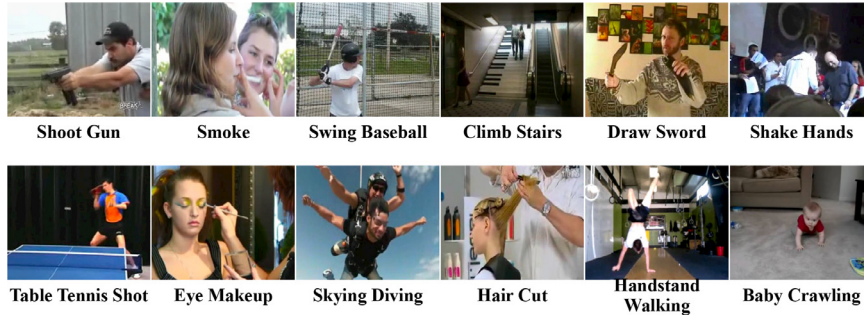 Shoot Gun
Smoke
Swing Baseball
Climb Stairs
Draw Sword
Shake Hands
Table Tennis Shot
Eye Makeup
Skying Diving
Hair Cut
Handstand
Walking
Baby Crawling